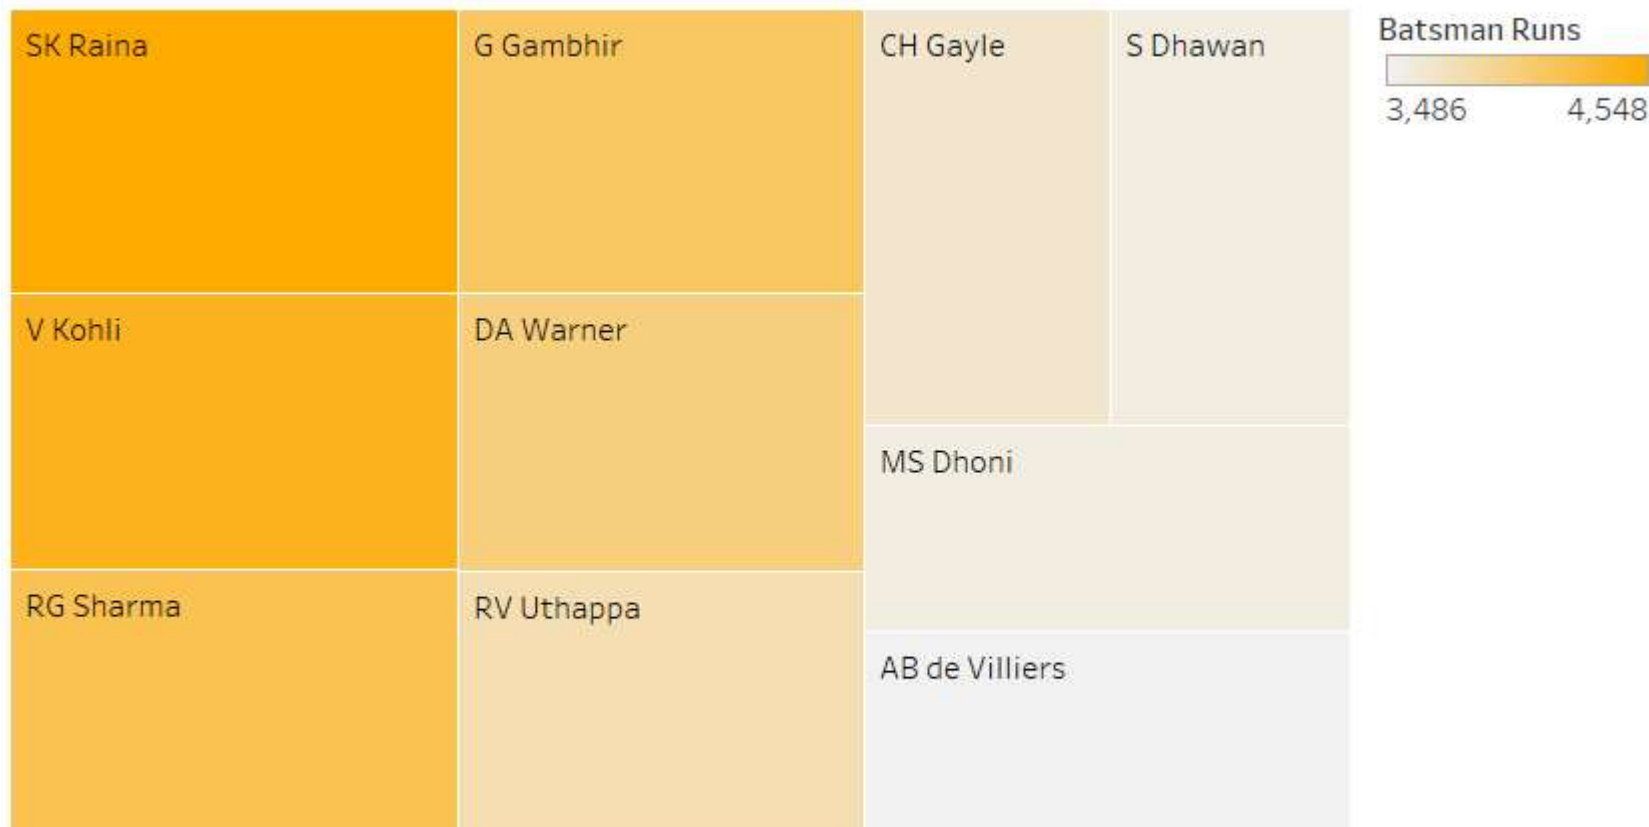 SK Raina
G Gambhir
CH Gayle
S Dhawan
Batsman Runs
3,486
4,548
V Kohli
DA Warner
MS Dhoni
RG Sharma
RV Uthappa
AB de Villiers